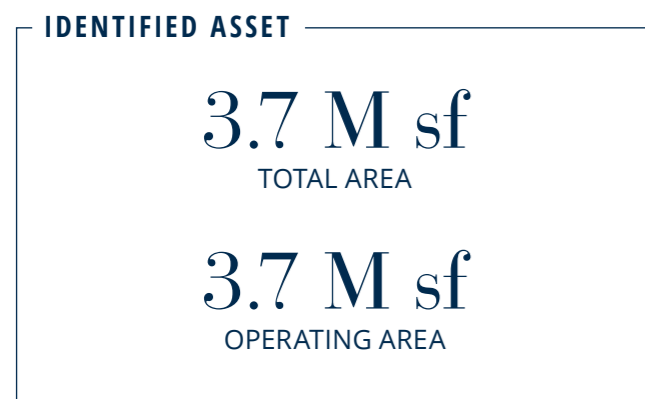 IDENTIFIED ASSET
3.7 M sf
TOTAL AREA
3.7 M sf
OPERATING AREA